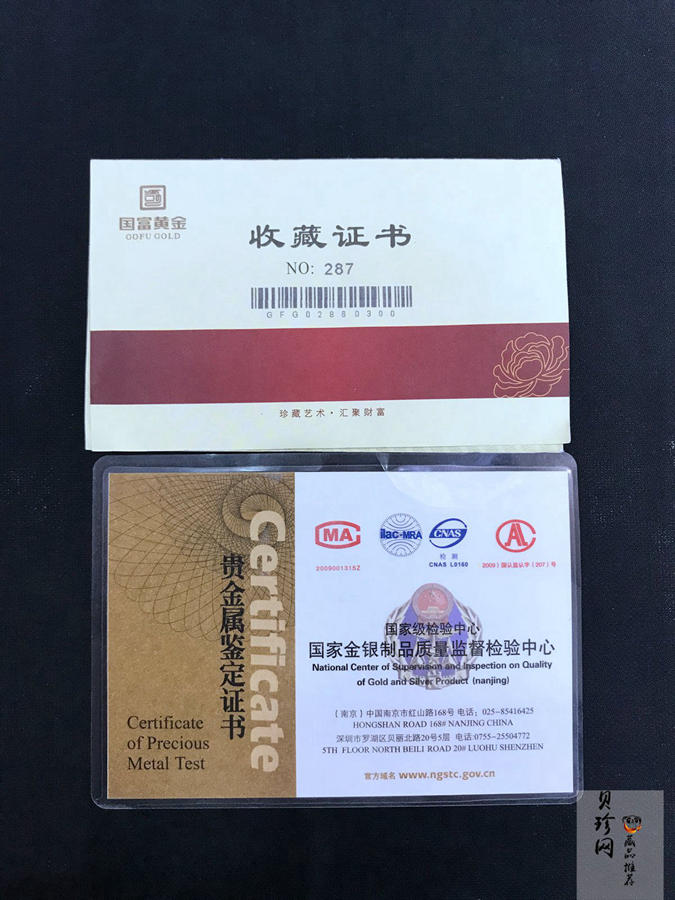 国富黄金
GOFU GOLD
收藏证书
NO: 287
GFG02880300
珍藏艺术·汇聚财富
Certificate
贵金属鉴定证书
Certificate
of Precious
Metal Test
MA
ilac-MRA
CNAS
AL
2009001315Z
检 测
CNAS L0160
2009）国认监认字（207）号
国家级检验中心
国家金银制品质量监督检验中心
National Center of Supervision and Inspection on Quality
of Gold and Silver Product (nanjing)
（南京）中国南京市红山路168号 电话：025-85416425
HONGSHAN ROAD 168# NANJING CHINA
深圳市罗湖区贝丽北路20号5层 电话:0755-25504772
5TH FLOOR NORTH BEILI ROAD 20# LUOHU SHENZHEN
官方域名 www.ngstc.gov.cn
贝珍网
藏品推荐